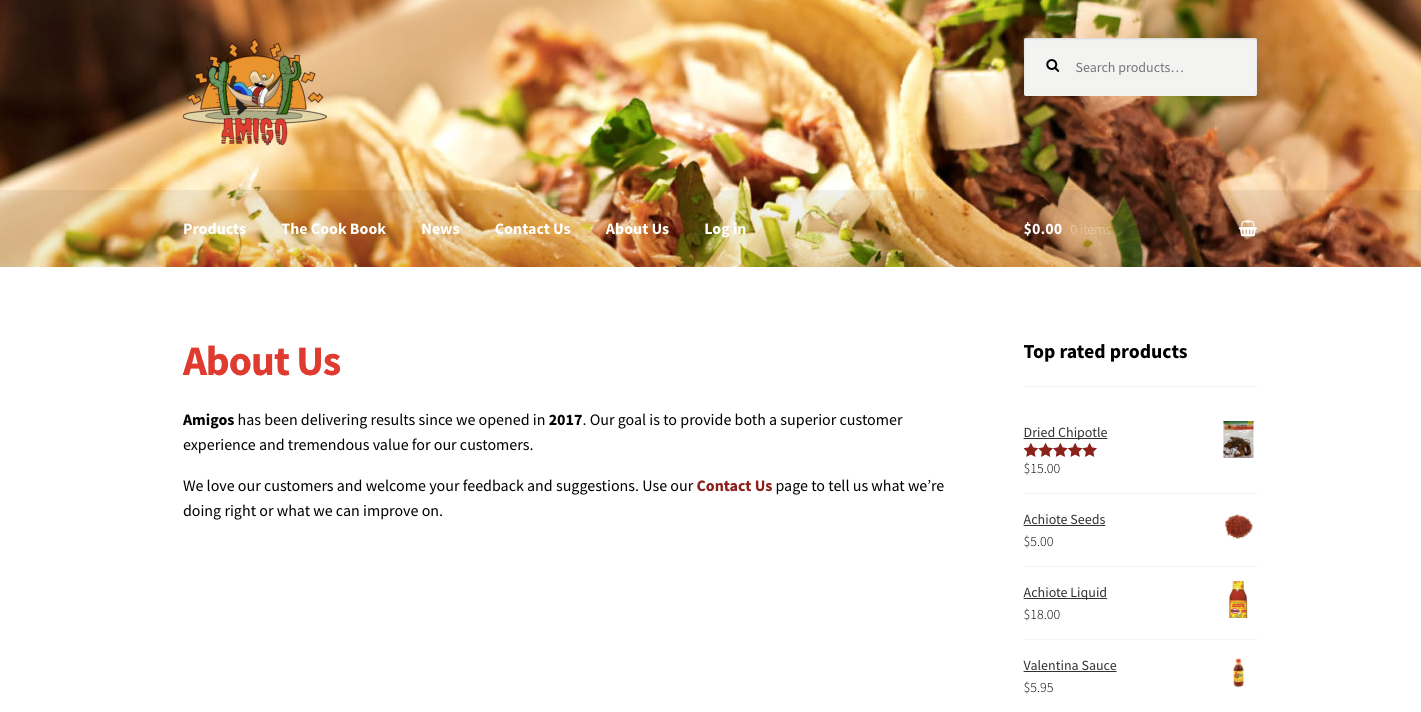 AMIGO
Search products…
Products The Cook Book News Contact Us About Us Log in $0.00 0 items
About Us
Amigos has been delivering results since we opened in 2017. Our goal is to provide both a superior customer
experience and tremendous value for our customers.
We love our customers and welcome your feedback and suggestions. Use our Contact Us page to tell us what we’re
doing right or what we can improve on.
Top rated products
Dried Chipotle
$15.00
Achiote Seeds
$5.00
Achiote Liquid
$18.00
Valentina Sauce
$5.95